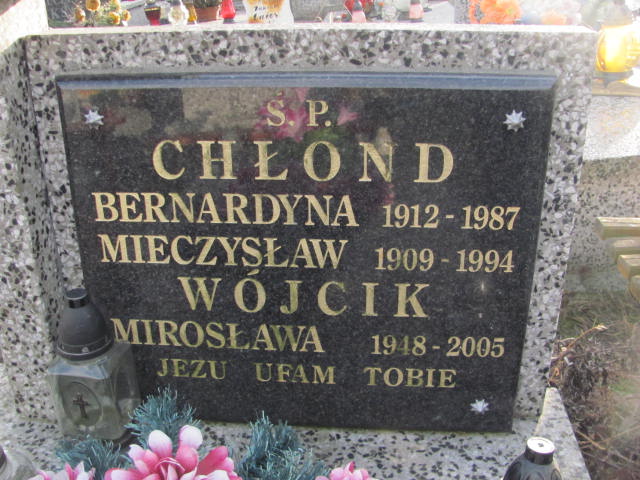 Ś. P.
CHŁOND
BERNARDYNA 1912 - 1987
MIECZYSŁAW 1909 - 1994
WÓJCIK
MIROSŁAWA 1948 - 2005
JEZU UFAM TOBIE